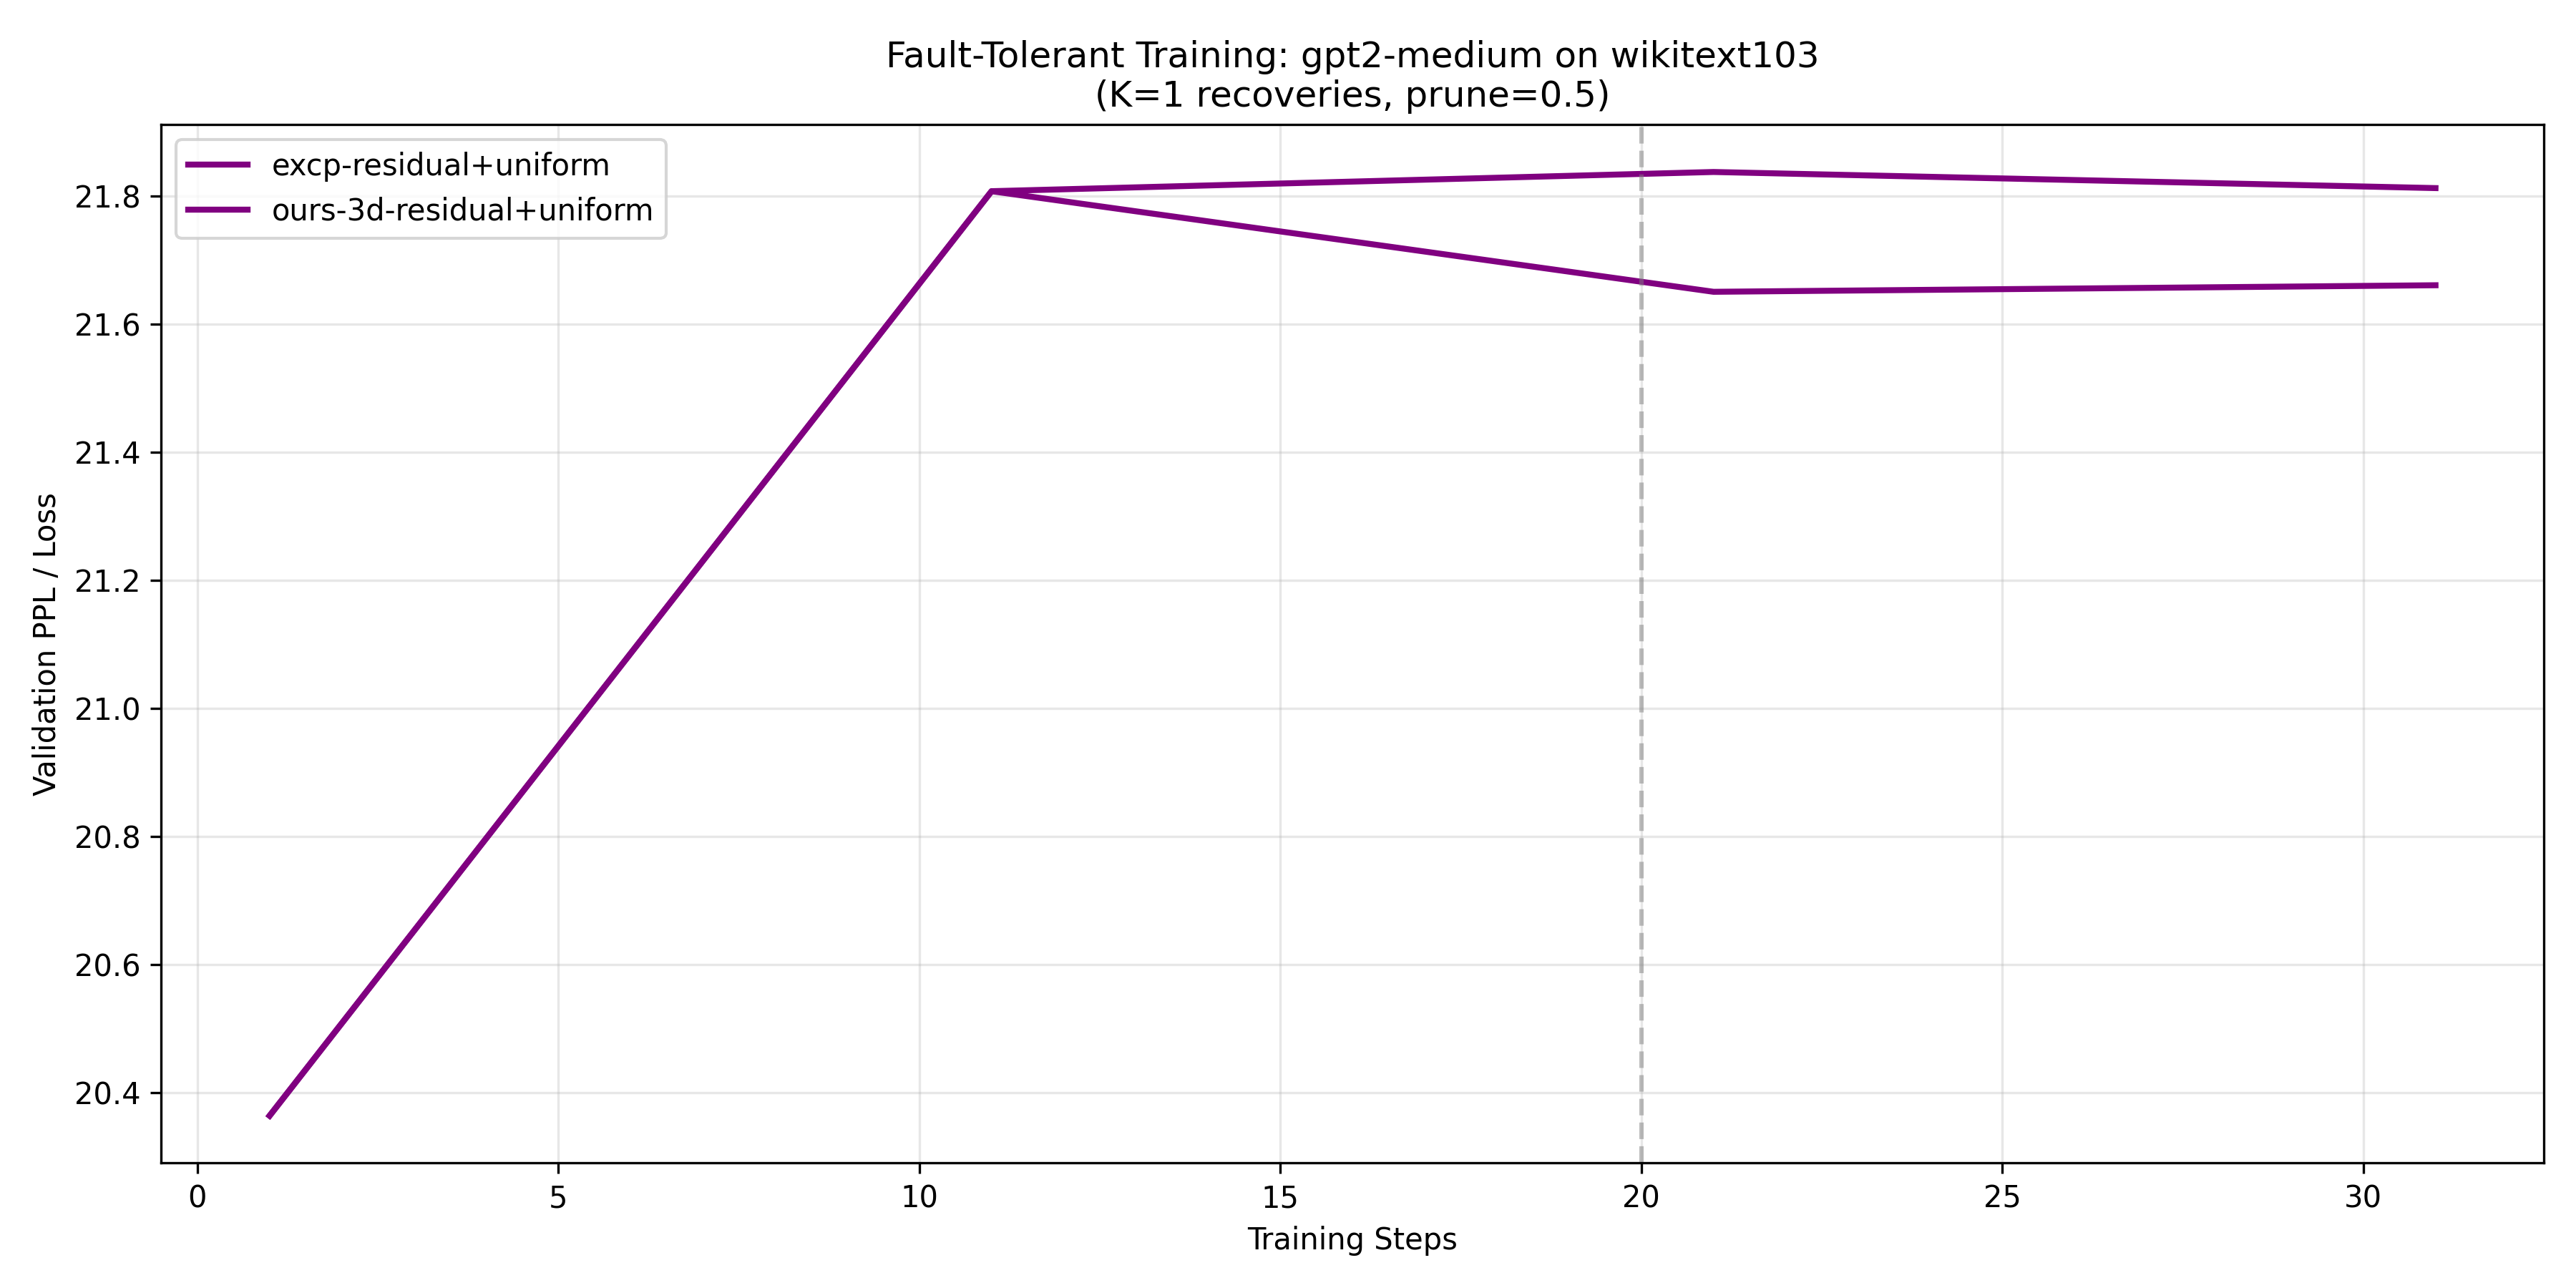 Fault-Tolerant Training: gpt2-medium on wikitext103
(K=1 recoveries, prune=0.5)
excp-residual+uniform
ours-3d-residual+uniform
Validation PPL / Loss
21.8
21.6
21.4
21.2
21.0
20.8
20.6
20.4
0 5 10 15 20 25 30
Training Steps